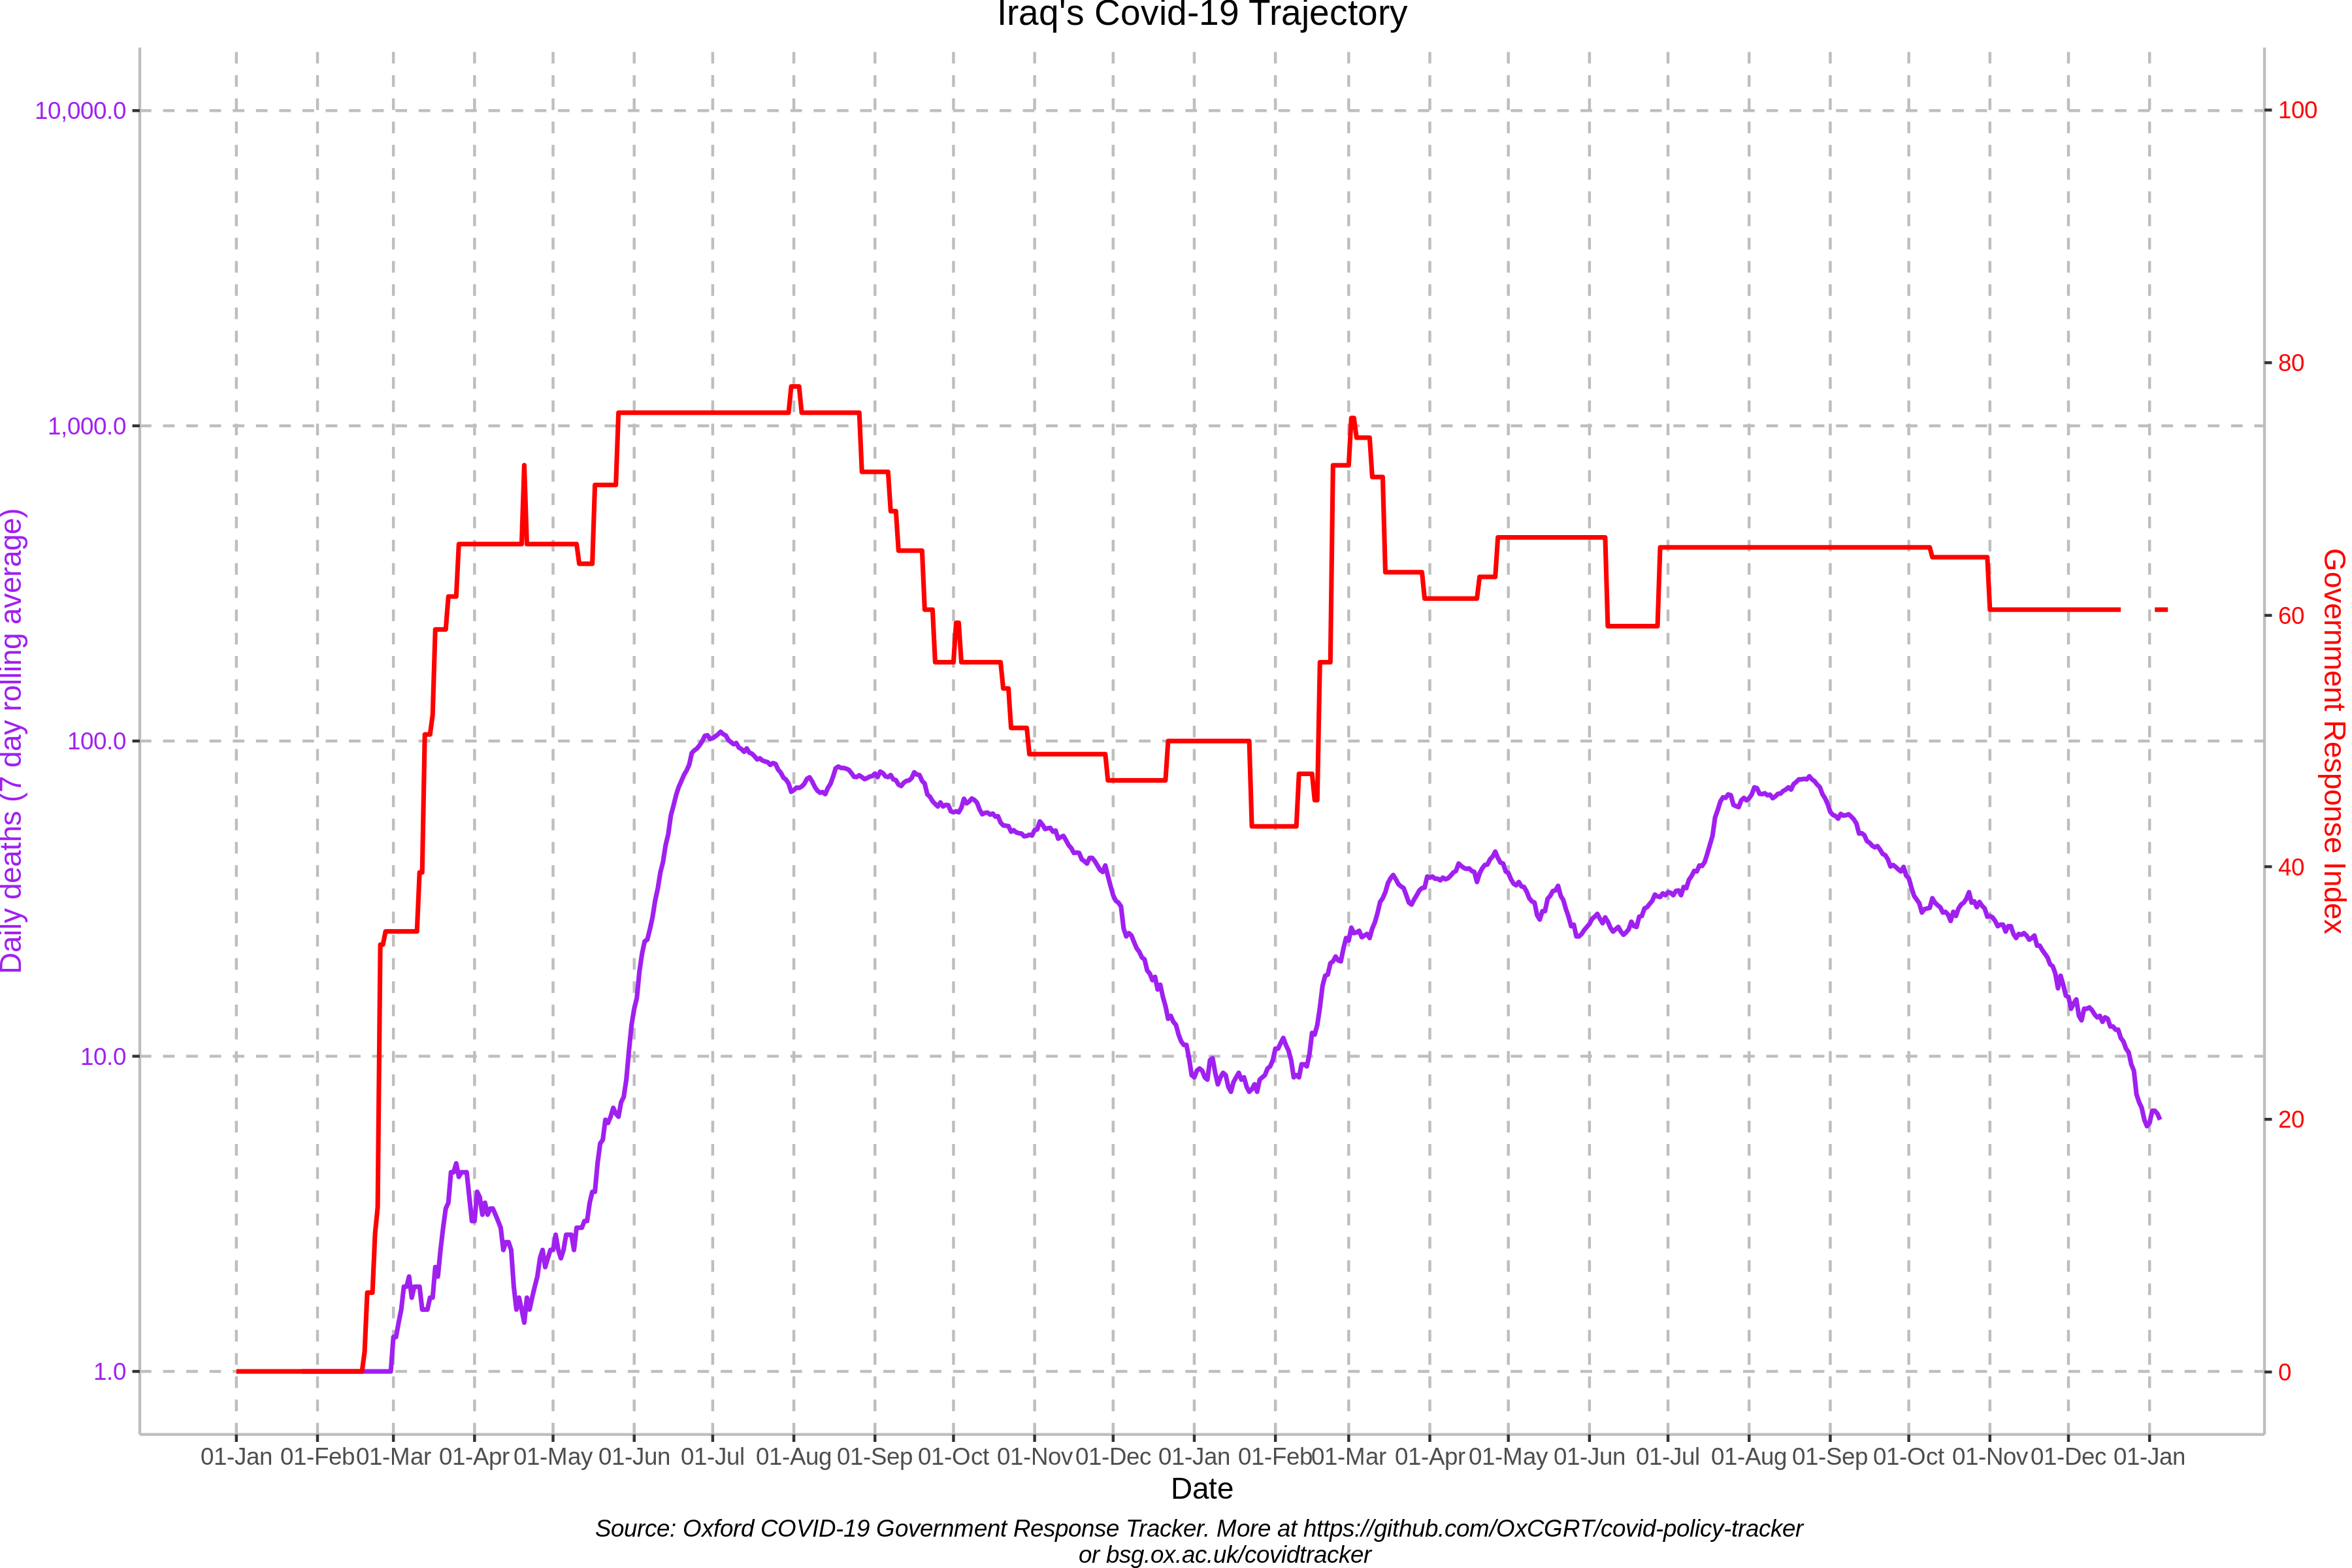 Iraq's Covid-19 Trajectory
10,000.0
1,000.0
100.0
10.0
1.0
Daily deaths (7 day rolling average)
100
80
60
40
20
0
Government Response Index
01-Jan 01-Feb 01-Mar 01-Apr 01-May 01-Jun 01-Jul 01-Aug 01-Sep 01-Oct 01-Nov 01-Dec 01-Jan 01-Feb 01-Mar 01-Apr 01-May 01-Jun 01-Jul 01-Aug 01-Sep 01-Oct 01-Nov 01-Dec 01-Jan
Date
Source: Oxford COVID-19 Government Response Tracker. More at https://github.com/OxCGRT/covid-policy-tracker
or bsg.ox.ac.uk/covidtracker